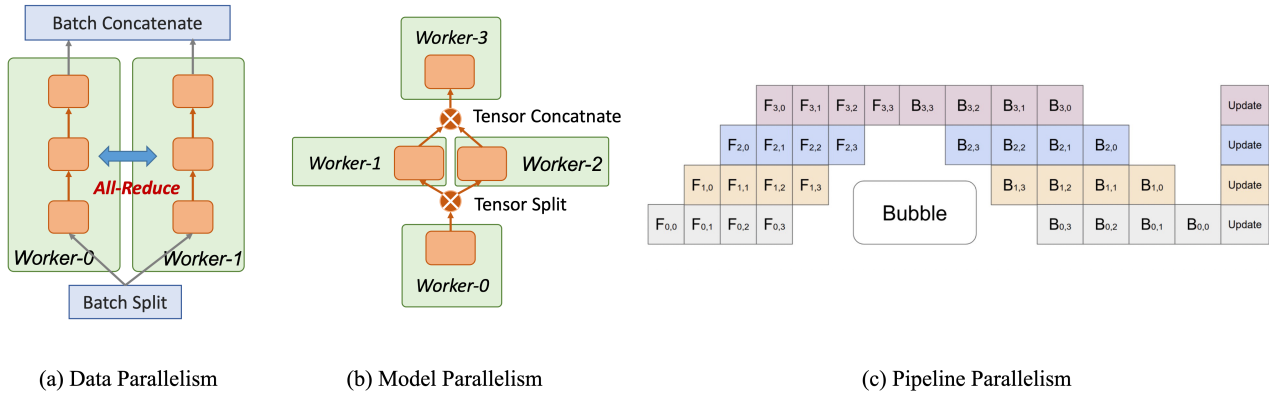 Batch Concatenate
All-Reduce
Worker-0
Worker-1
Batch Split
(a) Data Parallelism
Worker-3
Tensor Concatnate
Worker-1
Worker-2
Tensor Split
Worker-0
(b) Model Parallelism
F3,0 F3,1 F3,2 F3,3 B3,3 B3,2 B3,1 B3,0 Update
F2,0 F2,1 F2,2 F2,3 B2,3 B2,2 B2,1 B2,0 Update
F1,0 F1,1 F1,2 F1,3 B1,3 B1,2 B1,1 B1,0 Update
F0,0 F0,1 F0,2 F0,3 B0,3 B0,2 B0,1 B0,0 Update
Bubble
(c) Pipeline Parallelism